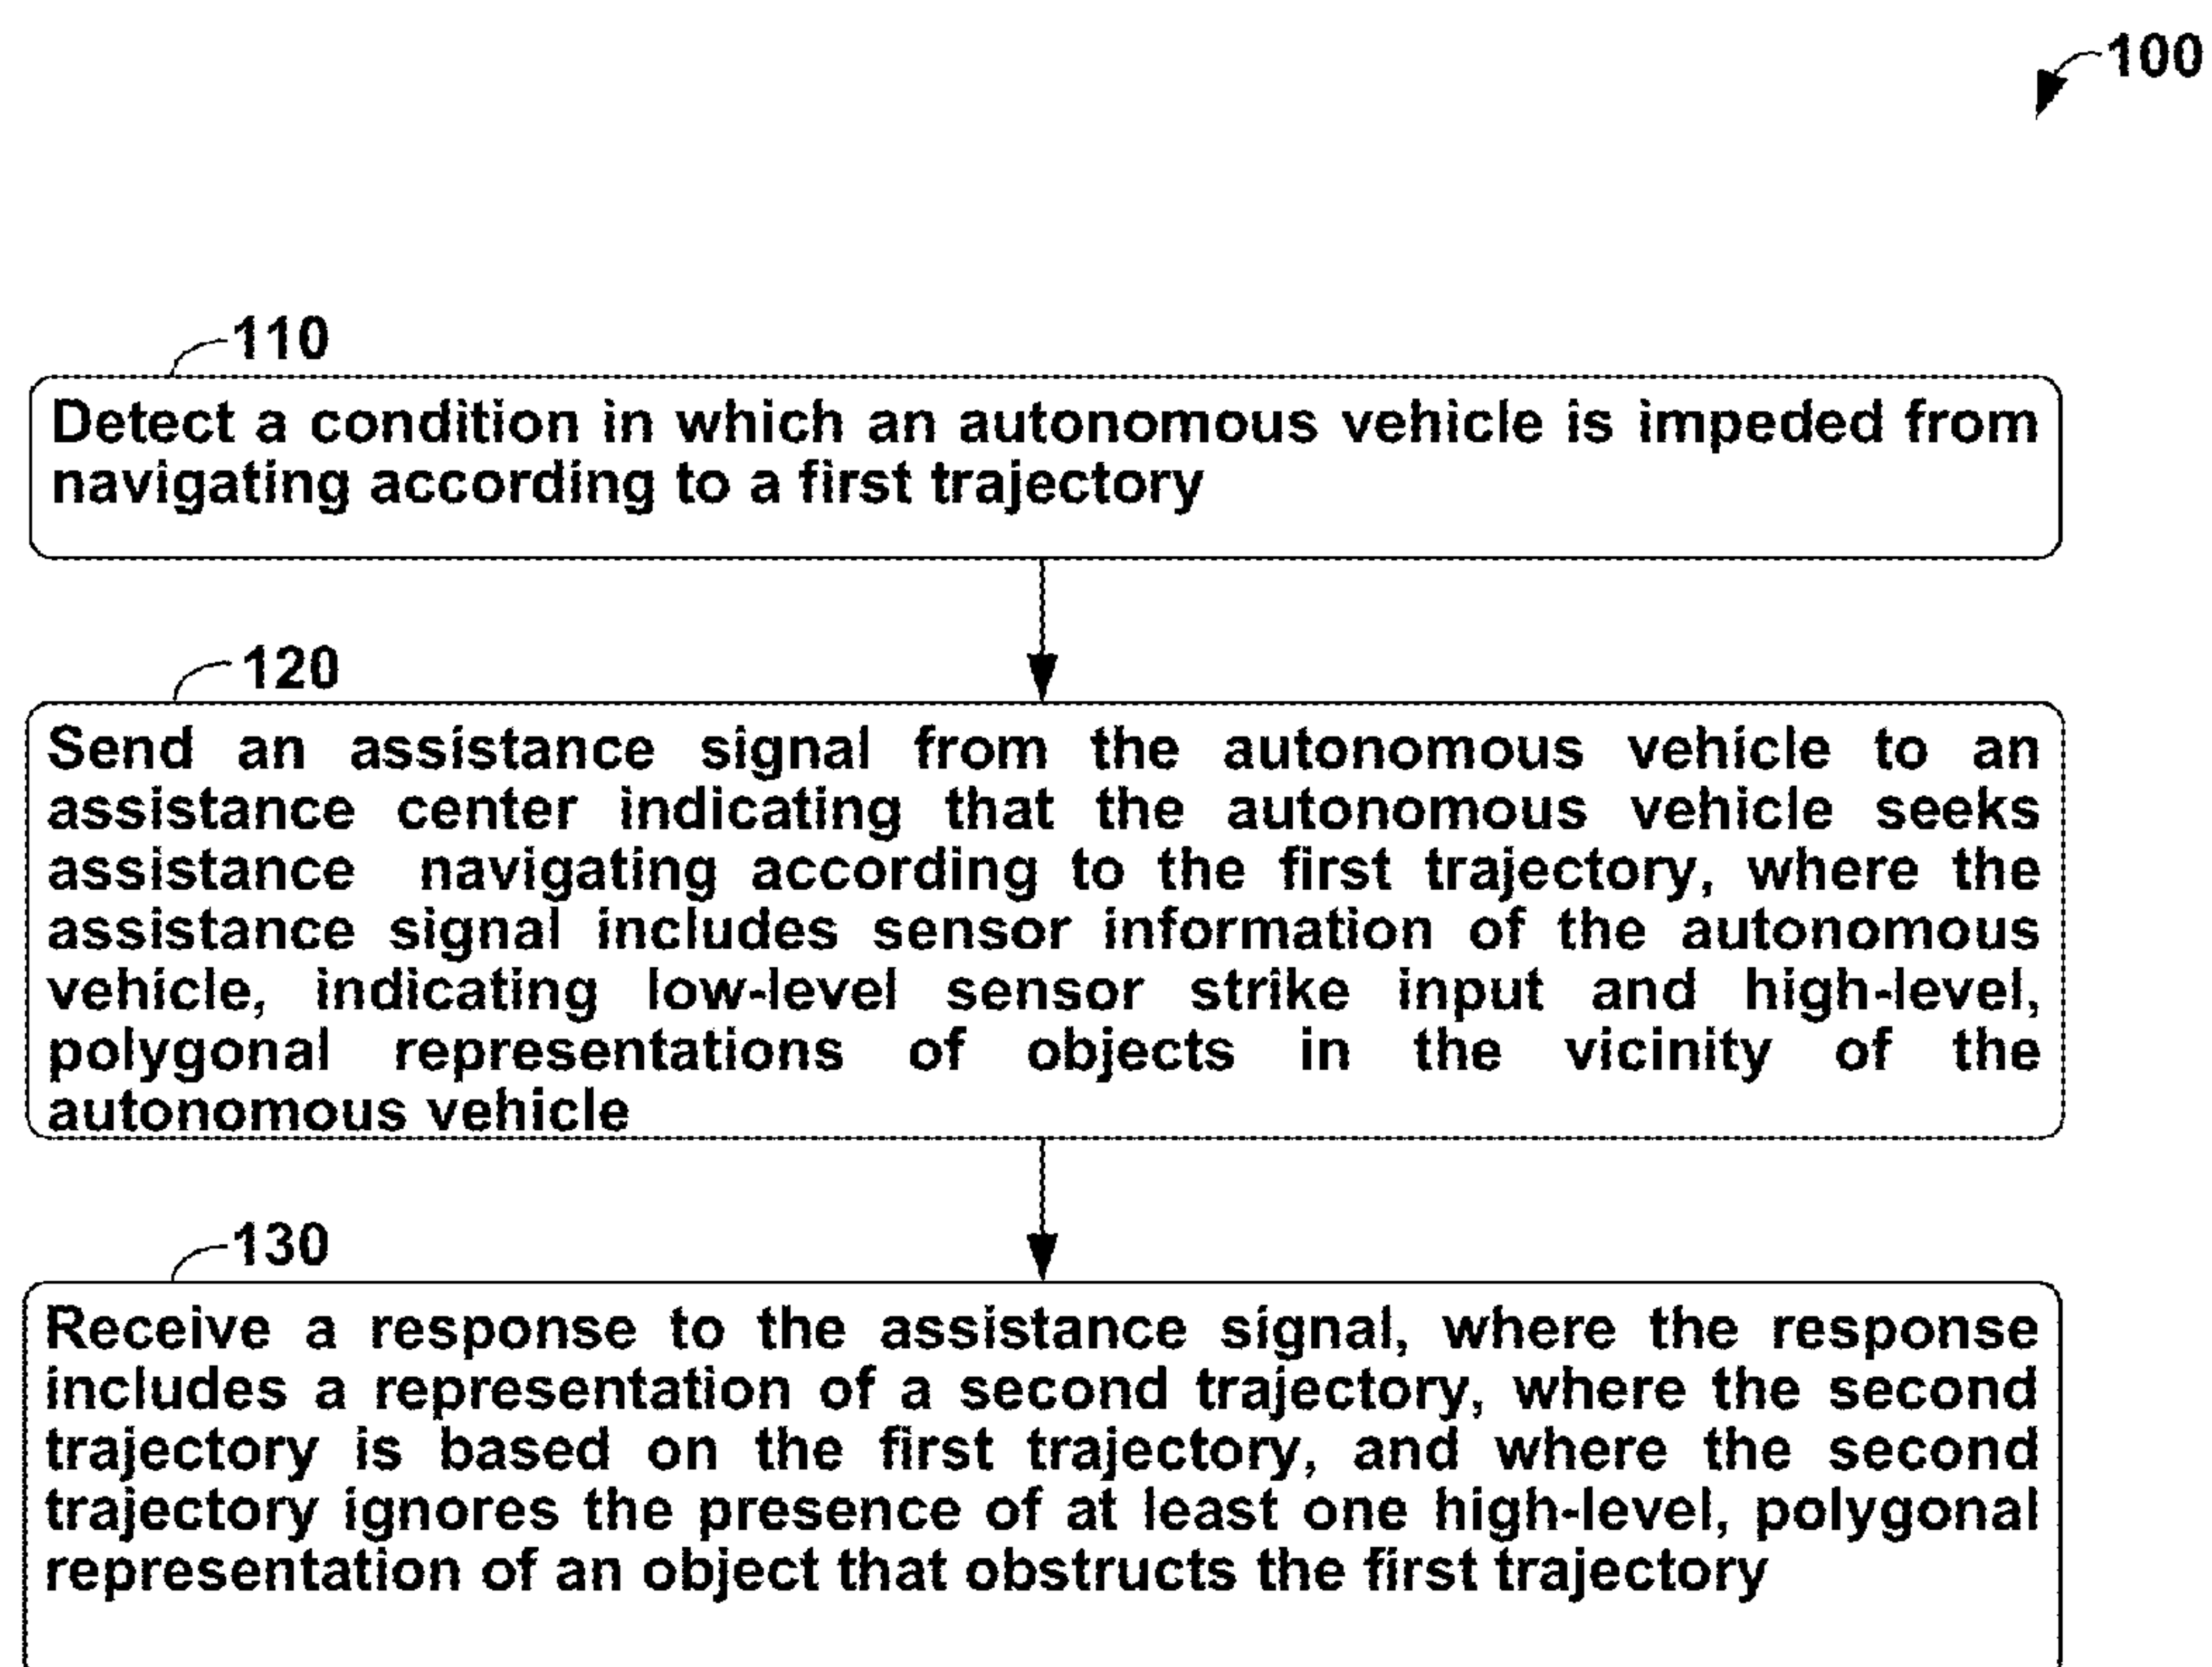 100
110
Detect a condition in which an autonomous vehicle is impeded from
navigating according to a first trajectory
120
Send an assistance signal from the autonomous vehicle to an
assistance center indicating that the autonomous vehicle seeks
assistance navigating according to the first trajectory, where the
assistance signal includes sensor information of the autonomous
vehicle, indicating low-level sensor strike input and high-level,
polygonal representations of objects in the vicinity of the
autonomous vehicle
130
Receive a response to the assistance signal, where the response
includes a representation of a second trajectory, where the second
trajectory is based on the first trajectory, and where the second
trajectory ignores the presence of at least one high-level, polygonal
representation of an object that obstructs the first trajectory